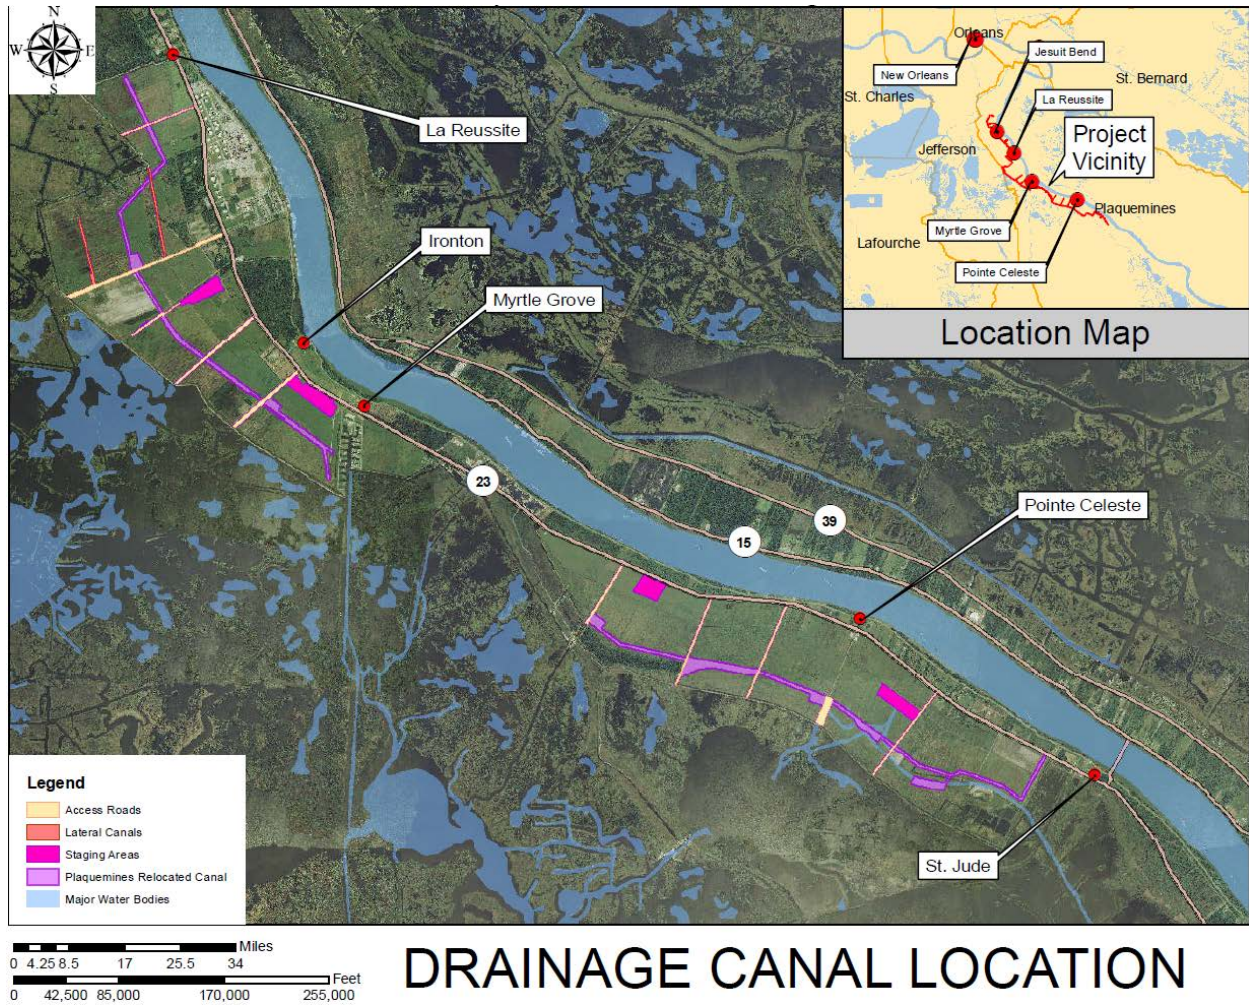 N
W E
S
La Reussite
Ironton
Myrtle Grove
23
15
39
Pointe Celeste
St. Jude
Orleans
Jesuit Bend
New Orleans
St. Bernard
St. Charles
La Reussite
Jefferson
Project
Vicinity
Plaquemines
Myrtle Grove
Lafourche
Pointe Celeste
Location Map
Legend
Access Roads
Lateral Canals
Staging Areas
Plaquemines Relocated Canal
Major Water Bodies
Miles
0 4.25 8.5 17 25.5 34
Feet
0 42,500 85,000 170,000 255,000
DRAINAGE CANAL LOCATION